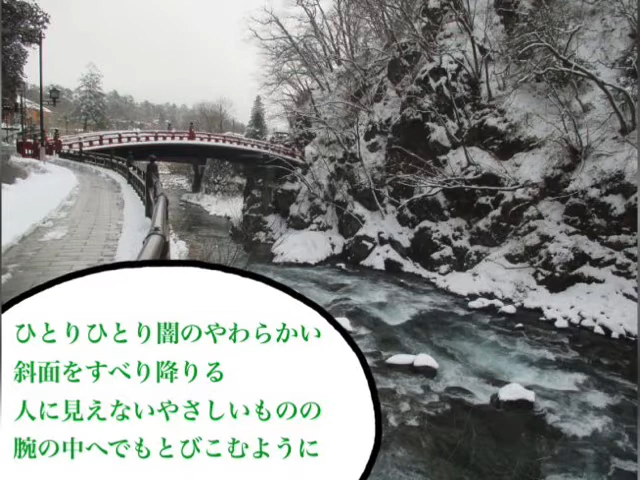 ひとりひとり闇のやわらかい
斜面をすべり降りる
人に見えないやさしいものの
腕の中へでもとびこむように